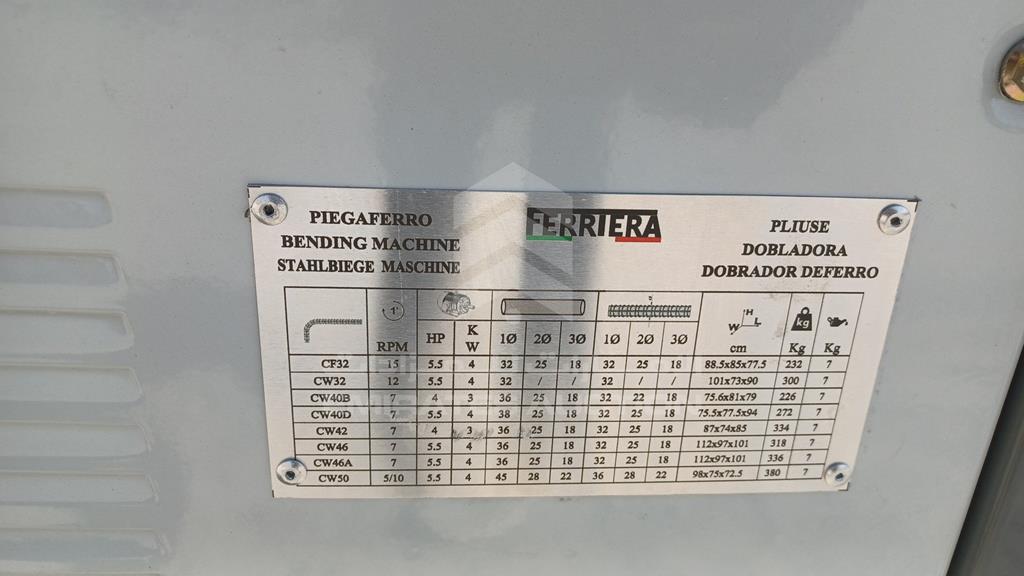 PIEGAFERRO
BENDING MACHINE
STAHLBIEGE MASCHINE
FERRIERA
PLIUSE
DOBLADORA
DOBRADOR DEFERRO
1"
RPM HP KW 1Ø 2Ø 3Ø 1Ø 2Ø 3Ø W H L cm kg Kg Kg
CF32 15 5.5 4 32 25 18 32 25 18 88.5x85x77.5 232 7
CW32 12 5.5 4 32 / / 32 / / 101x73x90 300 7
CW40B 7 4 3 36 25 18 32 22 18 75.6x81x79 226 7
CW40D 7 5.5 4 38 25 18 32 25 18 75.5x77.5x94 272 7
CW42 7 4 3 36 25 18 32 25 18 87x74x85 334 7
CW46 7 5.5 4 36 25 18 32 25 18 112x97x101 318 7
CW46A 7 5.5 4 36 25 18 32 25 18 112x97x101 336 7
CW50 5/10 5.5 4 45 28 22 36 28 22 98x75x72.5 380 7